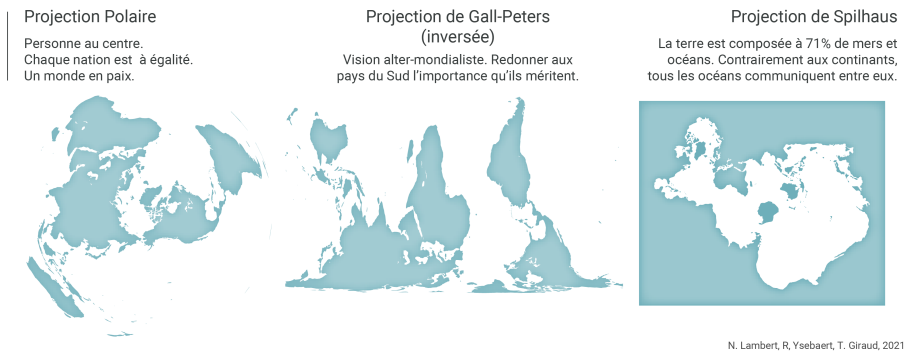 Projection Polaire
Personne au centre.
Chaque nation est  à égalité.
Un monde en paix.
Projection de Gall-Peters
(inversée)
Vision alter-mondialiste. Redonner aux
pays du Sud l’importance qu’ils méritent.
Projection de Spilhaus
La terre est composée à 71% de mers et
océans. Contrairement aux continants,
tous les océans communiquent entre eux.
N. Lambert, R, Ysebaert, T. Giraud, 2021